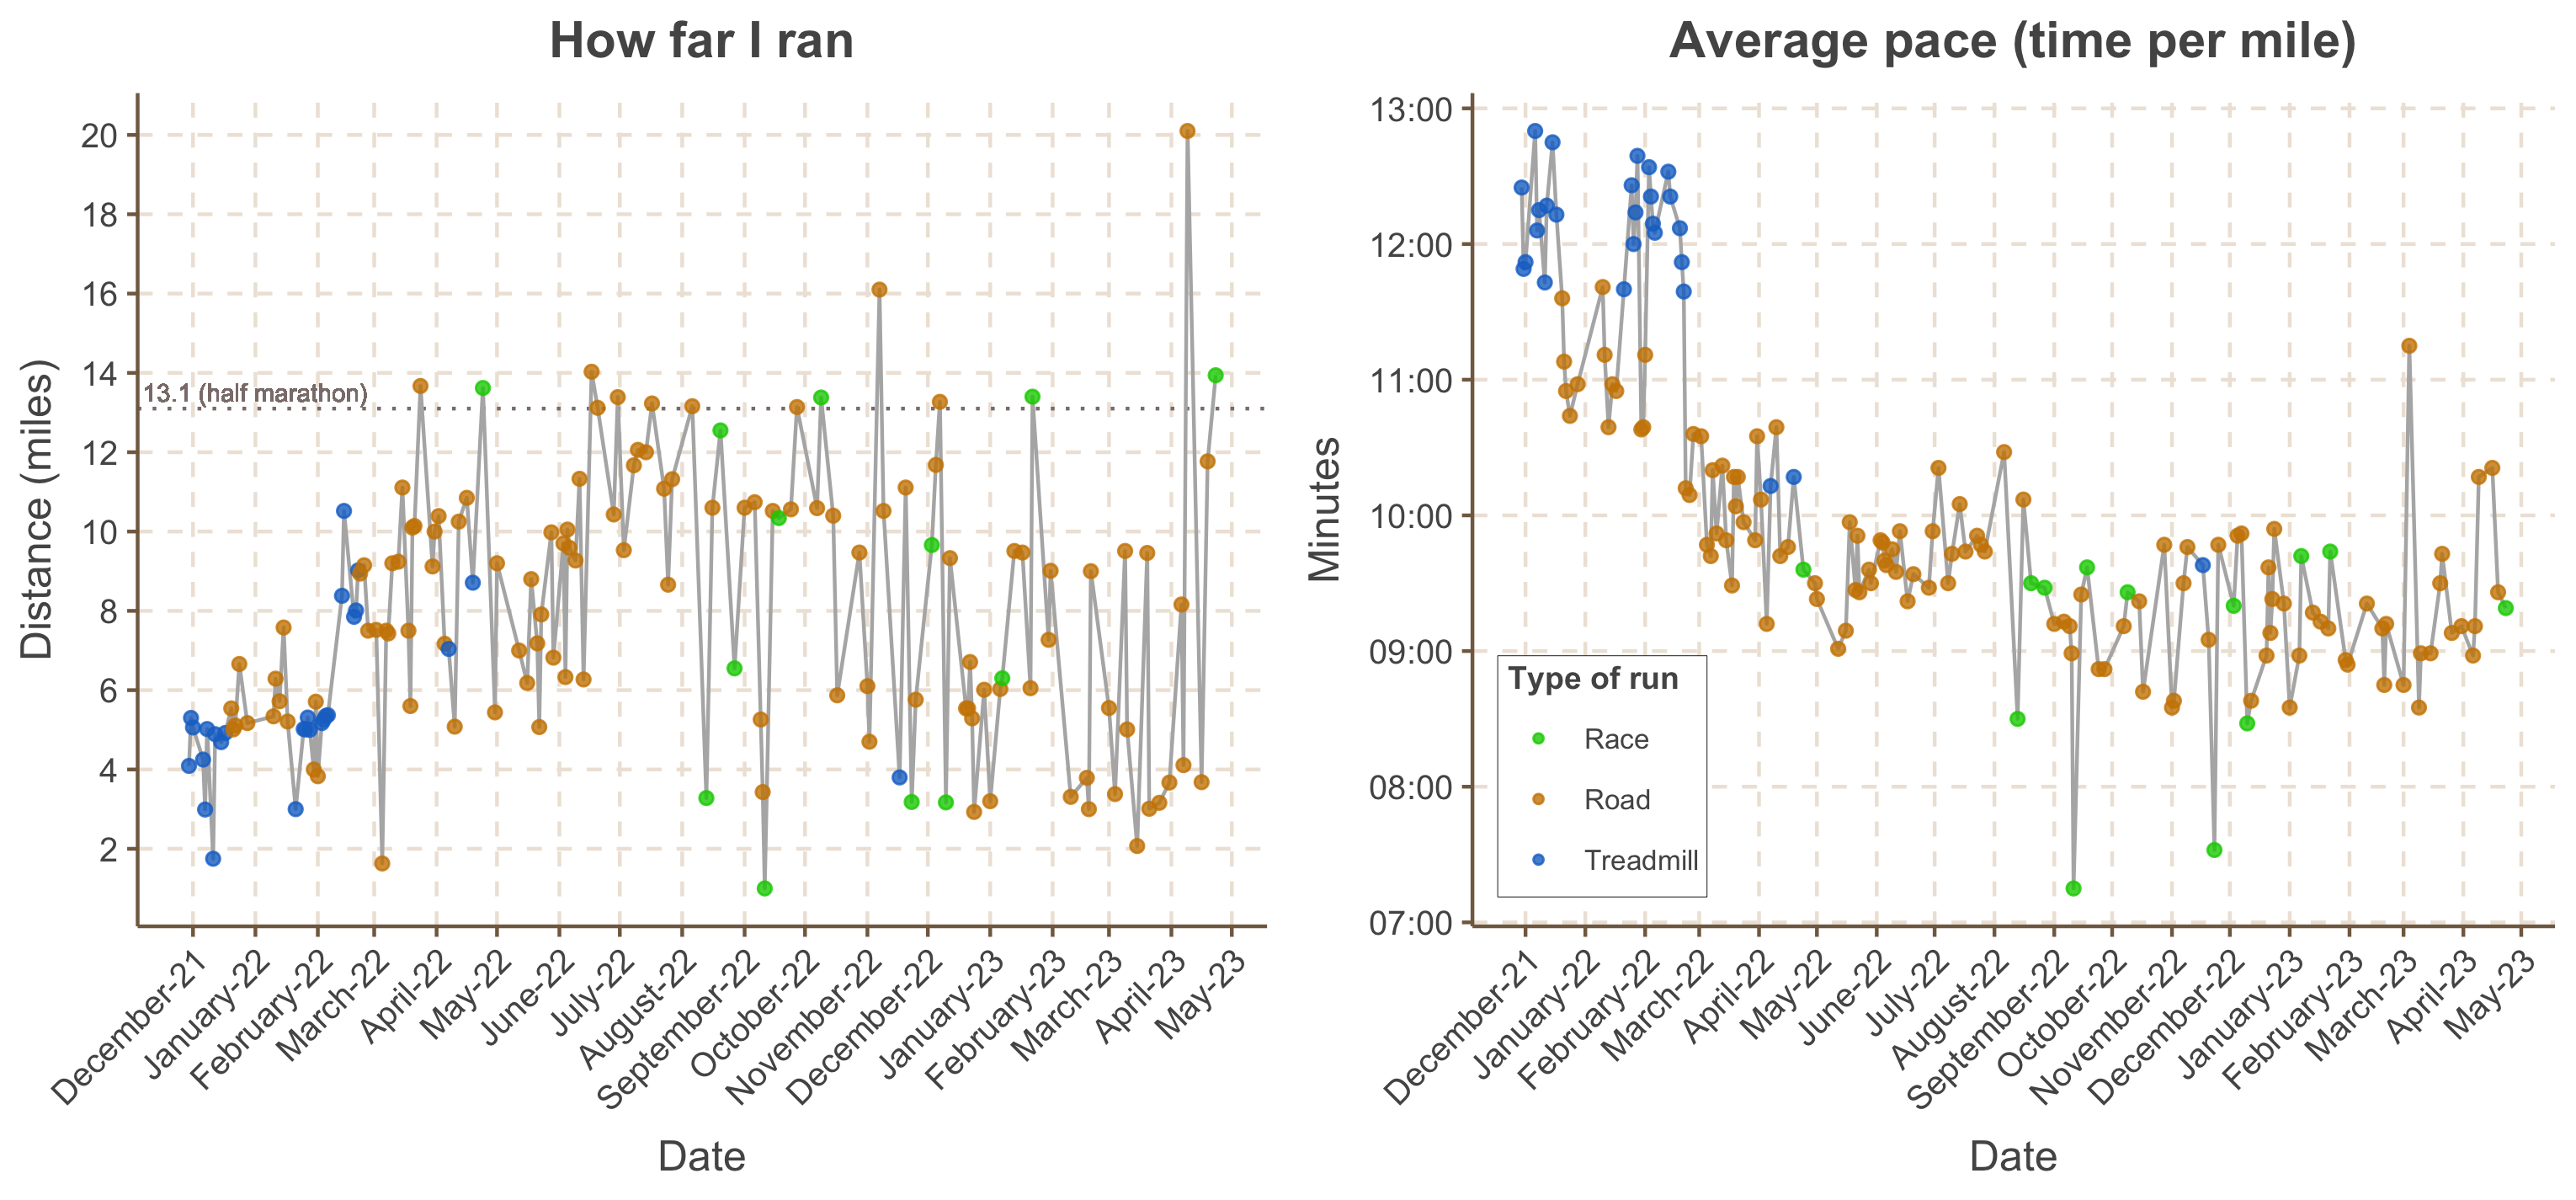 How far I ran
Distance (miles)
20
18
16
14
12
10
8
6
4
2
13.1 (half marathon)
December-21
January-22
February-22
March-22
April-22
May-22
June-22
July-22
August-22
September-22
October-22
November-22
December-22
January-23
February-23
March-23
April-23
May-23
Date
Average pace (time per mile)
Minutes
13:00
12:00
11:00
10:00
09:00
08:00
07:00
Type of run
Race
Road
Treadmill
December-21
January-22
February-22
March-22
April-22
May-22
June-22
July-22
August-22
September-22
October-22
November-22
December-22
January-23
February-23
March-23
April-23
May-23
Date